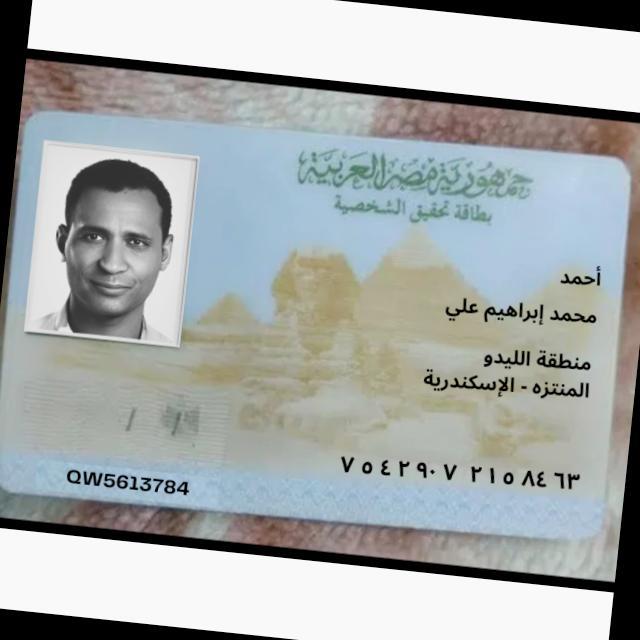 جمهورية مصر العربية
بطاقة تحقيق الشخصية
أحمد
محمد إبراهيم علي
منطقة الليدو
المنتزه - الإسكندرية
٧٥٤٢٩٠٧ ٢١٥٨٤٦٣
QW5613784